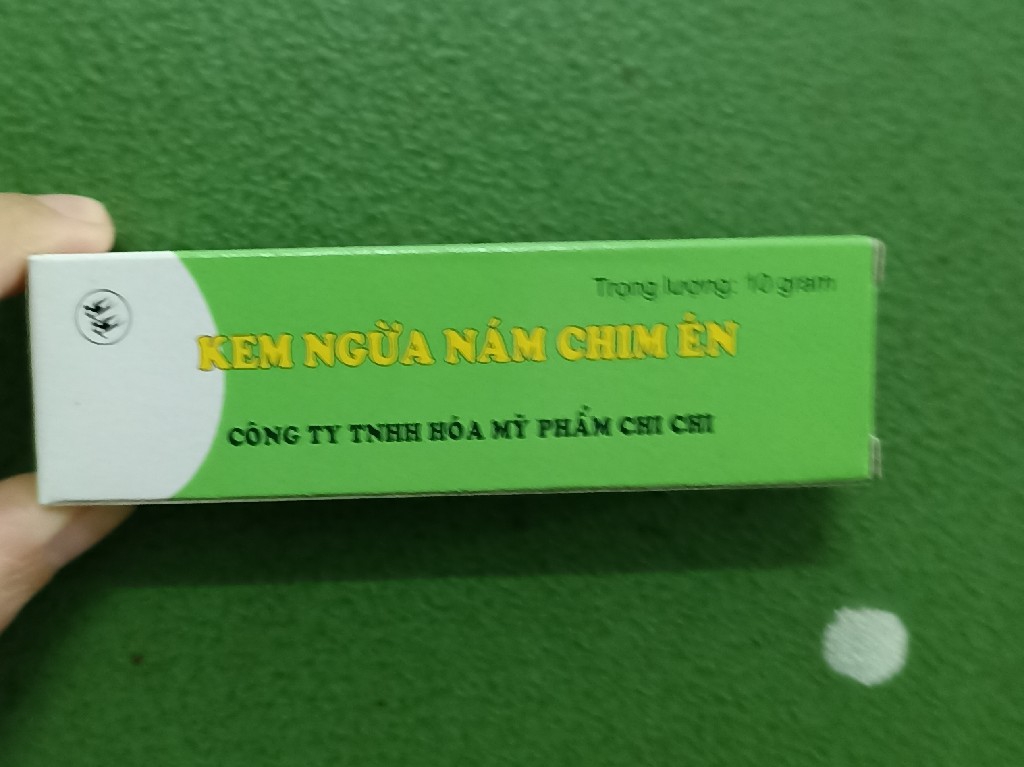 Trọng lượng: 10 gram
KEM NGỪA NÁM CHIM ÉN
CÔNG TY TNHH HÓA MỸ PHẨM CHI CHI